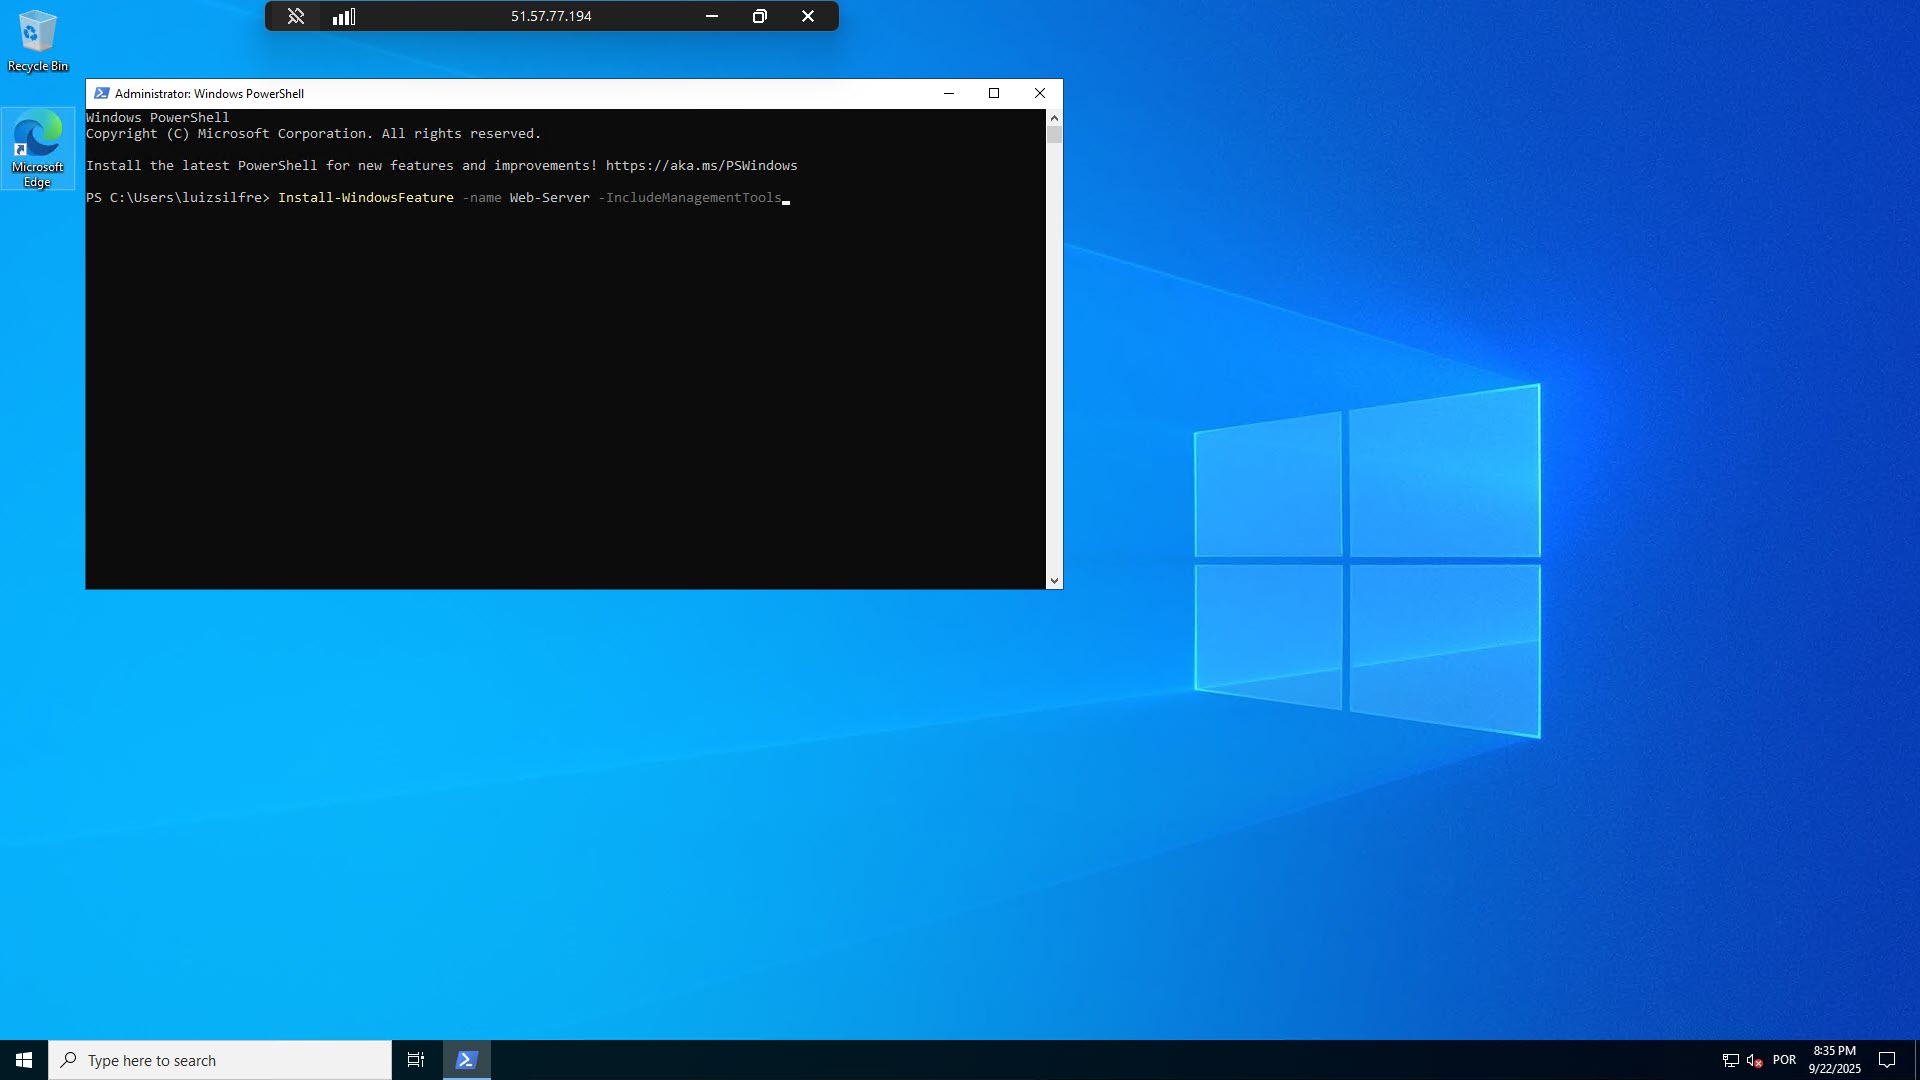 51.57.77.194
Recycle Bin
Microsoft
Edge
Administrator: Windows PowerShell
Windows PowerShell
Copyright (C) Microsoft Corporation. All rights reserved.
Install the latest PowerShell for new features and improvements! https://aka.ms/PSWindows
PS C:\Users\luizsilfre> Install-WindowsFeature -name Web-Server -IncludeManagementTools
Type here to search
POR
8:35 PM
9/22/2025